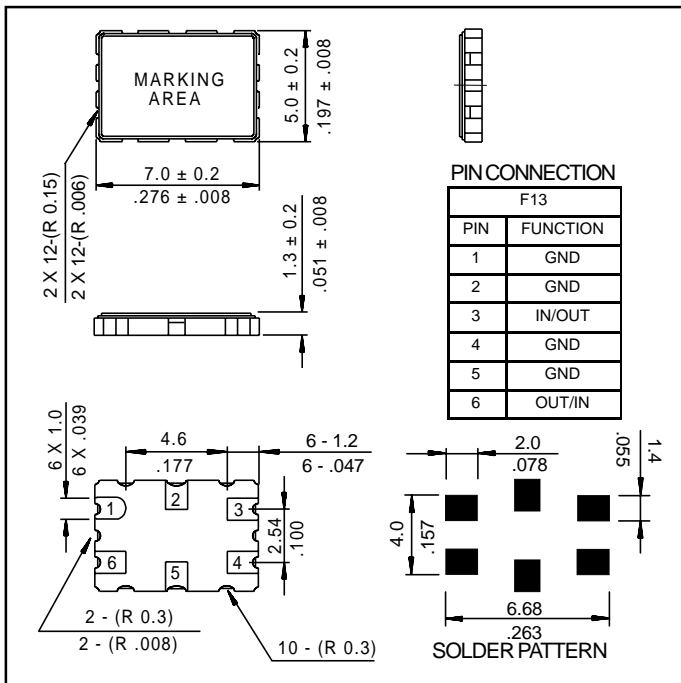 MARKING
AREA
5.0 ± 0.2
.197 ± .008
7.0 ± 0.2
.276 ± .008
2 X 12-(R 0.15)
2 X 12-(R .006)
1.3 ± 0.2
.051 ± .008
PIN CONNECTION
F13
PIN FUNCTION
1 GND
2 GND
3 IN/OUT
4 GND
5 GND
6 OUT/IN
6 X 1.0
6 X .039
4.6
.177
6 - 1.2
6 - .047
1
2
3
2.54
.100
6
5
4
2 - (R 0.3)
2 - (R .008)
10 - (R 0.3)
2.0
.078
1.4
.055
4.0
.157
6.68
.263
SOLDER PATTERN